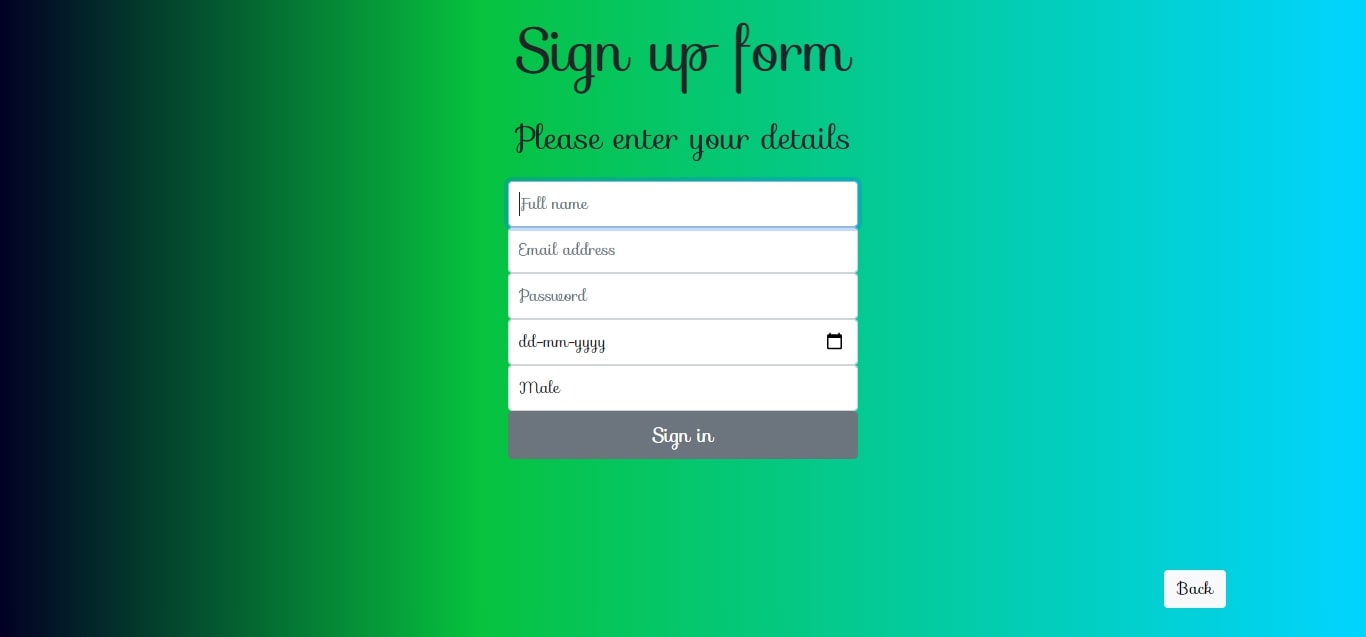 Sign up form
Please enter your details
Full name
Email address
Password
dd-mm-yyyy
Male
Sign in
Back